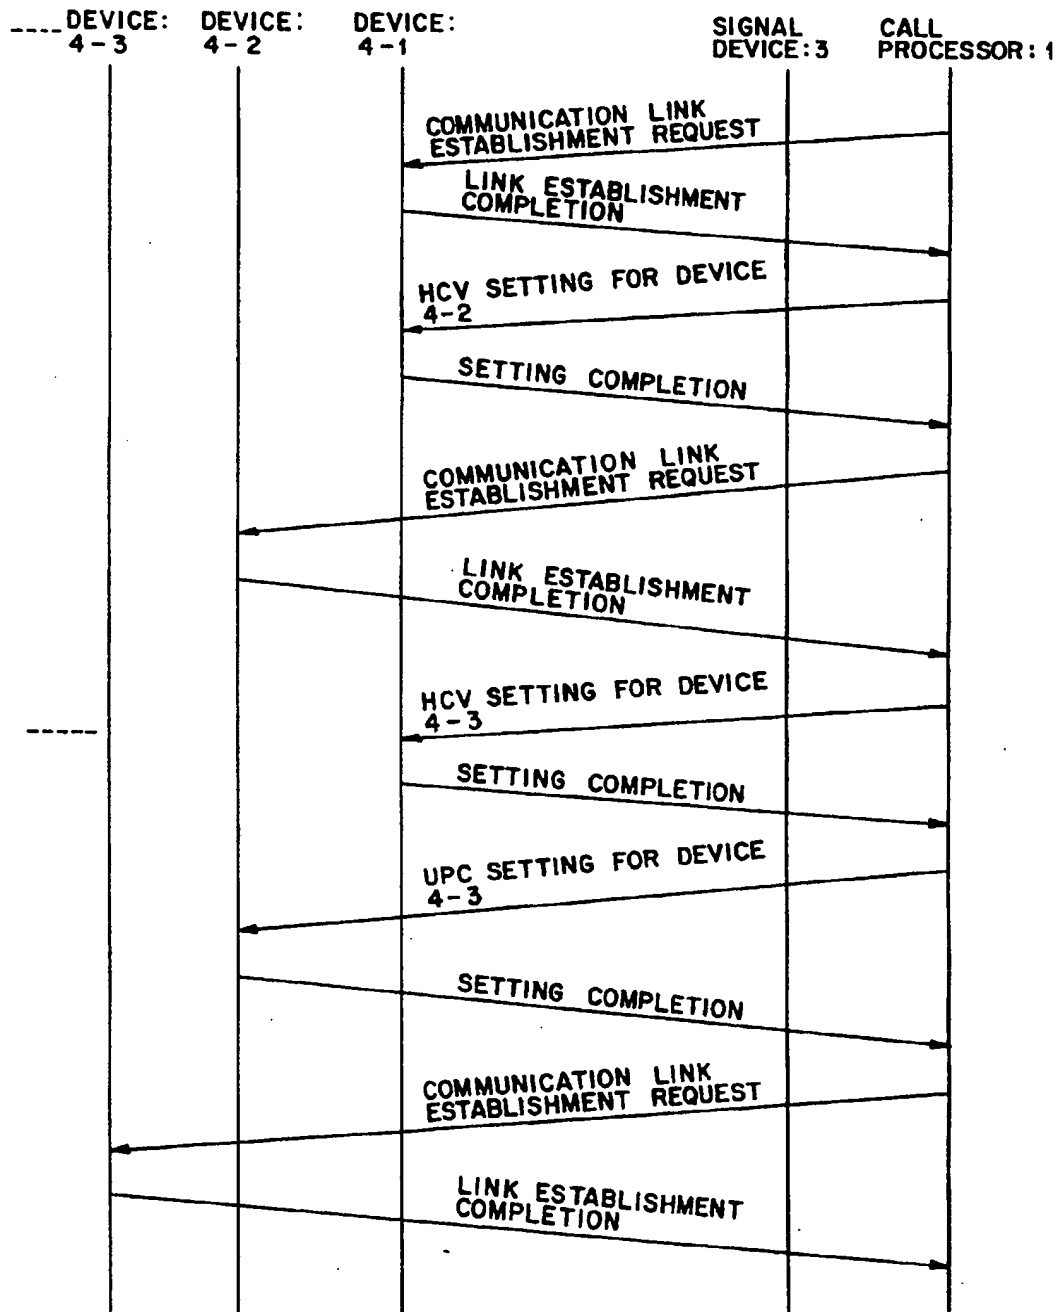 DEVICE:
4-3
DEVICE:
4-2
DEVICE:
4-1
SIGNAL
DEVICE:3
CALL
PROCESSOR:1
COMMUNICATION LINK
ESTABLISHMENT REQUEST
LINK ESTABLISHMENT
COMPLETION
HCV SETTING FOR DEVICE
4-2
SETTING COMPLETION
COMMUNICATION LINK
ESTABLISHMENT REQUEST
LINK ESTABLISHMENT
COMPLETION
HCV SETTING FOR DEVICE
4-3
SETTING COMPLETION
UPC SETTING FOR DEVICE
4-3
SETTING COMPLETION
COMMUNICATION LINK
ESTABLISHMENT REQUEST
LINK ESTABLISHMENT
COMPLETION